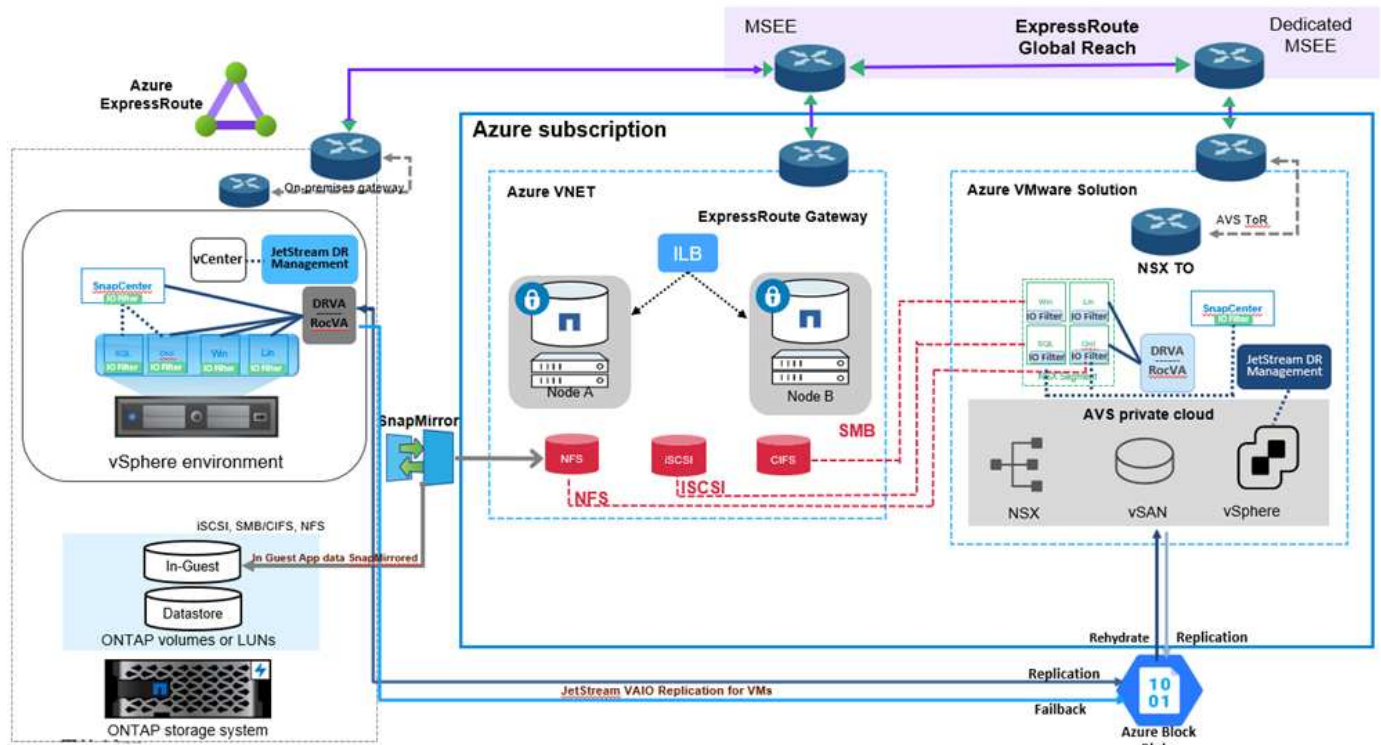 MSEE
ExpressRoute
Global Reach
Dedicated
MSEE
Azure
ExpressRoute
Azure subscription
On-premises gateway
Azure VNET
ExpressRoute Gateway
Azure VMware Solution
AVS ToR
NSX TO
vCenter
JetStream DR
Management
SnapCenter
IO Filter
DRVA
RocVA
SQL
IO Filter
IO Filter
Win
IO Filter
Lin
IO Filter
vSphere environment
ILB
Node A
Node B
Win
IO Filter
Lin
IO Filter
SQL
IO Filter
IO Filter
NSX Segment
SnapCenter
IO Filter
DRVA
RocVA
JetStream DR
Management
AVS private cloud
NSX
vSAN
vSphere
SnapMirror
NFS
iSCSI
CIFS
SMB
NFS
ISCSI
iSCSI, SMB/CIFS, NFS
In-Guest
In Guest App data SnapMirrored
Datastore
ONTAP volumes or LUNs
ONTAP storage system
Rehydrate
Replication
Replication
JetStream VAIO Replication for VMs
Failback
10
01
Azure Block